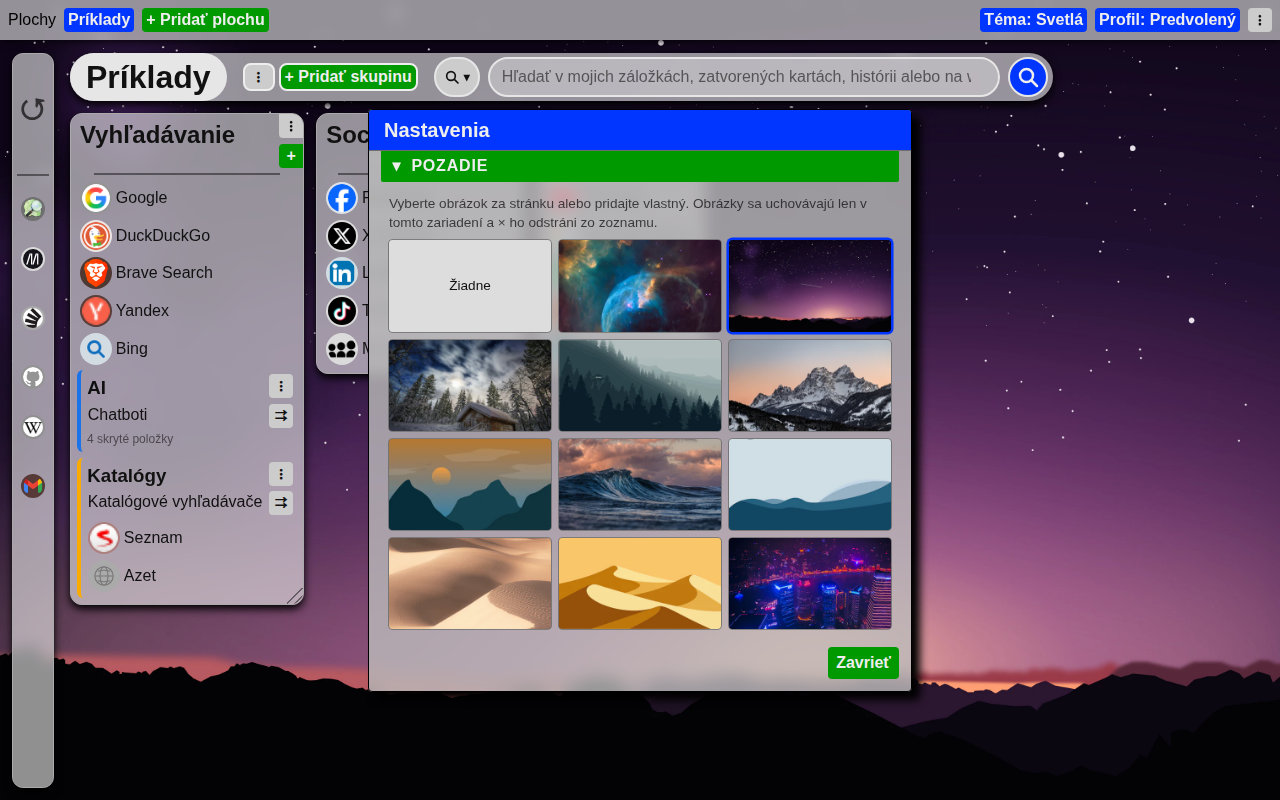 Plochy Príklady + Pridať plochu Téma: Svetlá Profil: Predvolený
Príklady + Pridať skupinu Hľadať v mojich záložkách, zatvorených kartách, histórii alebo na
Vyhľadávanie
+
Google
DuckDuckGo
Brave Search
Yandex
Bing
AI
Chatboti
4 skryté položky
Katalógy
Katalógové vyhľadávače
Seznam
Azet
Soc
Nastavenia
▼ POZADIE
Vyberte obrázok za stránku alebo pridajte vlastný. Obrázky sa uchovávajú len v
tomto zariadení a × ho odstráni zo zoznamu.
Žiadne
Zavrieť